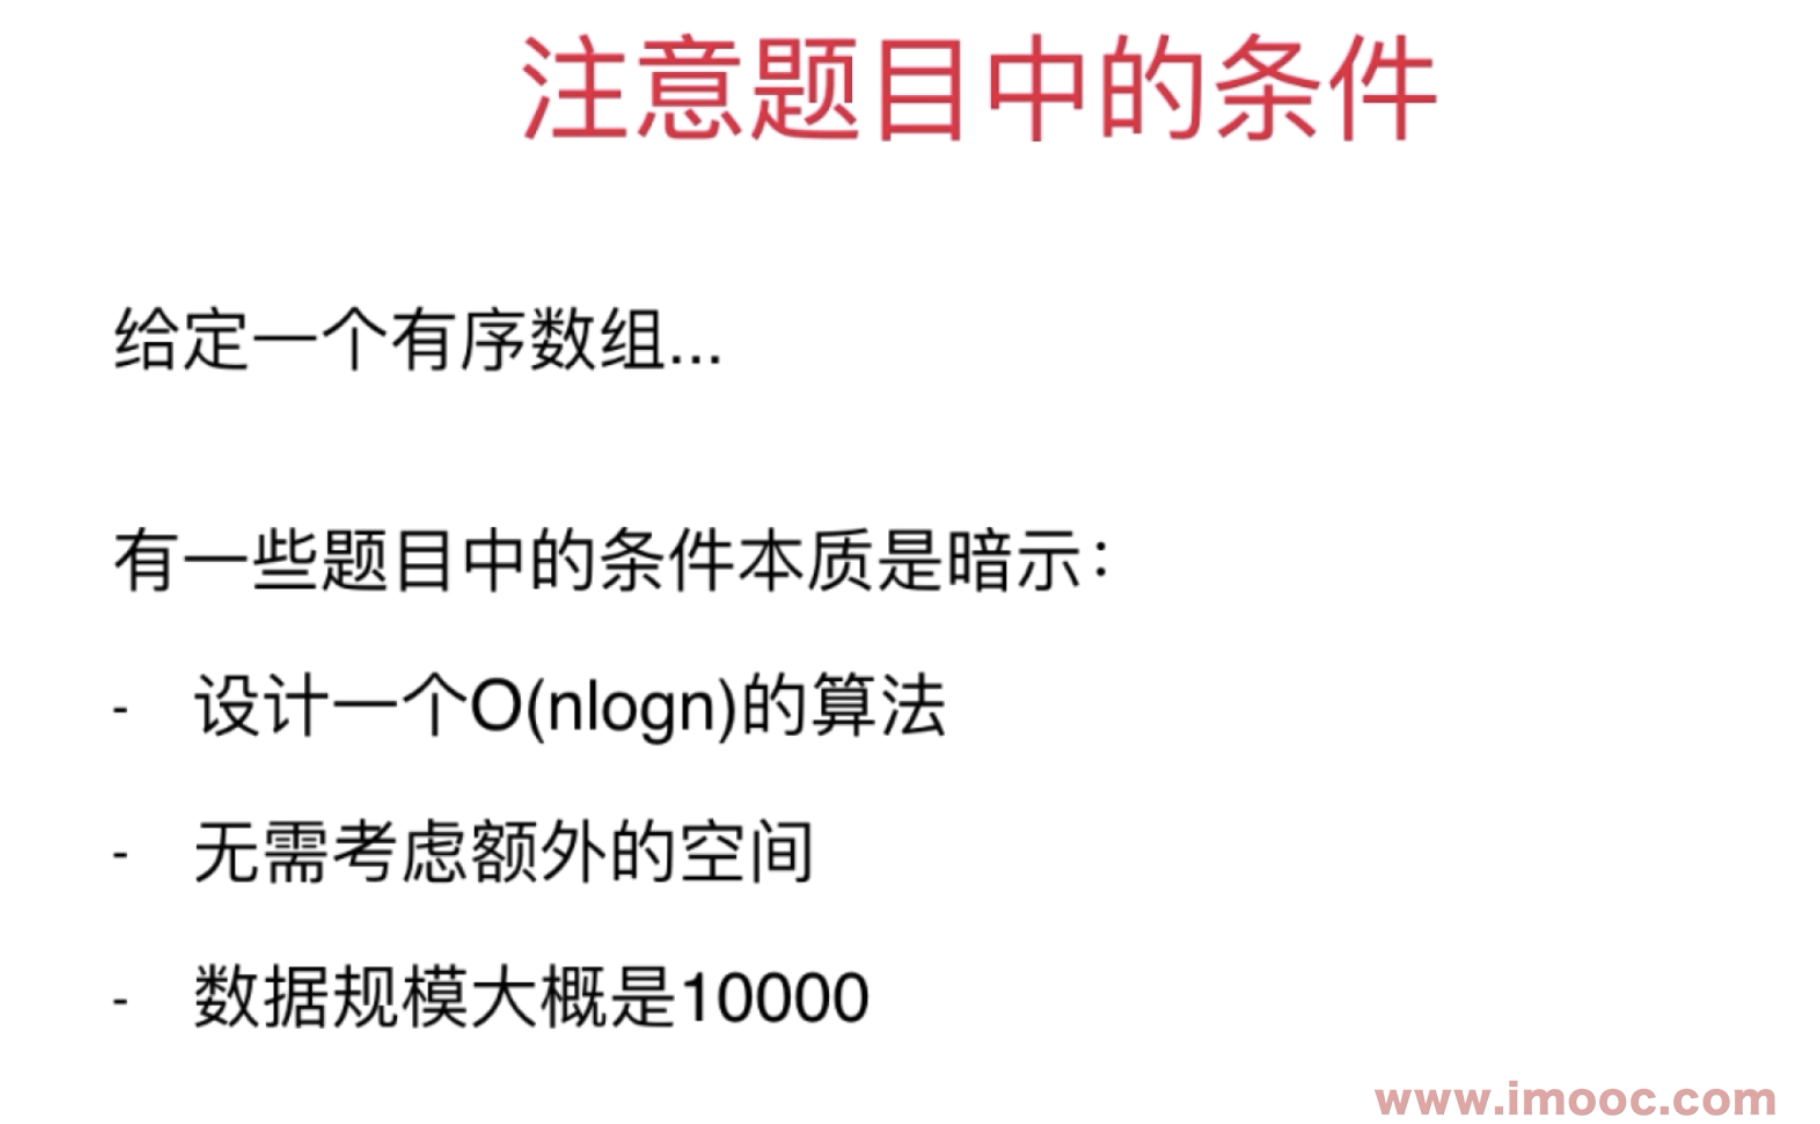 注意题目中的条件
给定一个有序数组...
有一些题目中的条件本质是暗示：
- 设计一个O(nlogn)的算法
- 无需考虑额外的空间
- 数据规模大概是10000
www.imooc.com